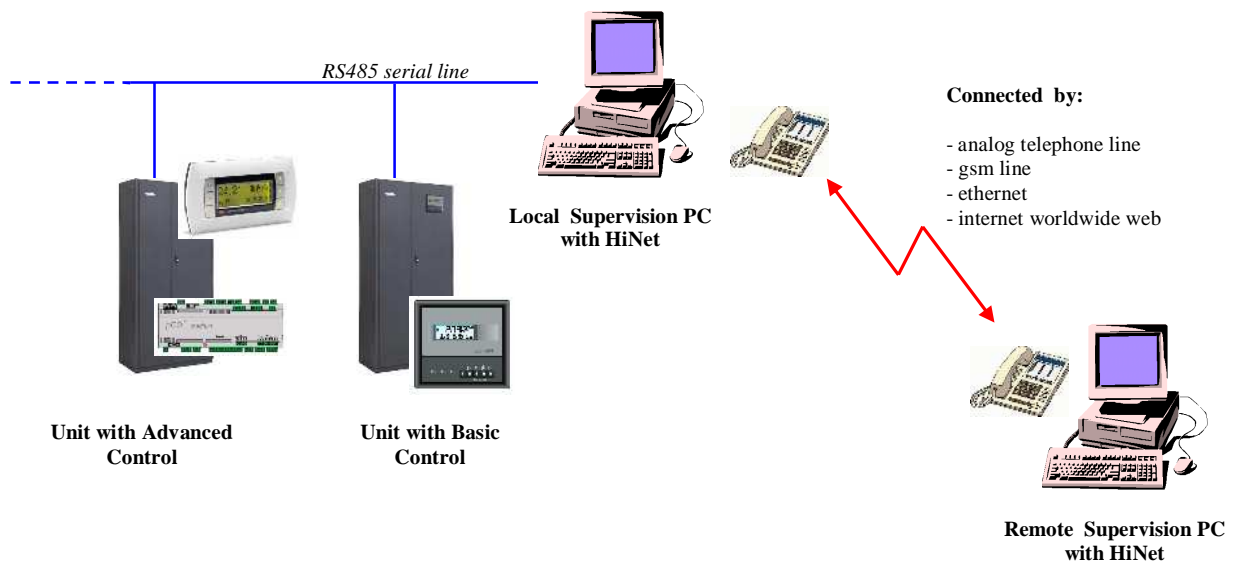 RS485 serial line
Connected by:
- analog telephone line
- gsm line
- ethernet
- internet worldwide web
Local Supervision PC
with HiNet
Unit with Advanced
Control
Unit with Basic
Control
Remote Supervision PC
with HiNet